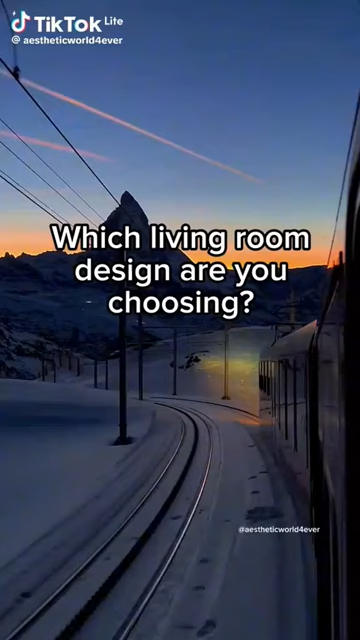 TikTok Lite
@ aestheticworld4ever
Which living room
design are you
choosing?
@aestheticworld4ever